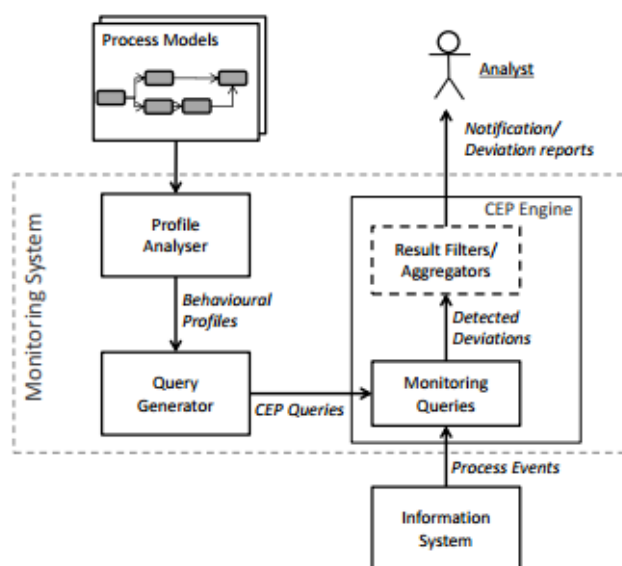 Process Models
Analyst
Notification/
Deviation reports
Monitoring System
CEP Engine
Profile
Analyser
Result Filters/
Aggregators
Behavioural
Profiles
Detected
Deviations
Query
Generator
CEP Queries
Monitoring
Queries
Process Events
Information
System